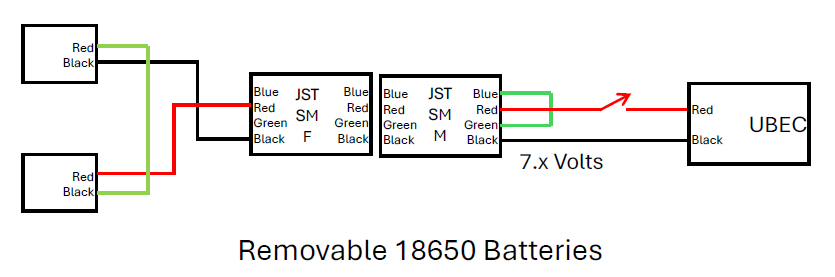 Red
Black
Red
Black
Blue
Red
Green
Black
JST
SM
F
Blue
Red
Green
Black
Blue
Red
Green
Black
JST
SM
M
Blue
Red
Green
Black
7.x Volts
Red
Black
UBEC
Removable 18650 Batteries